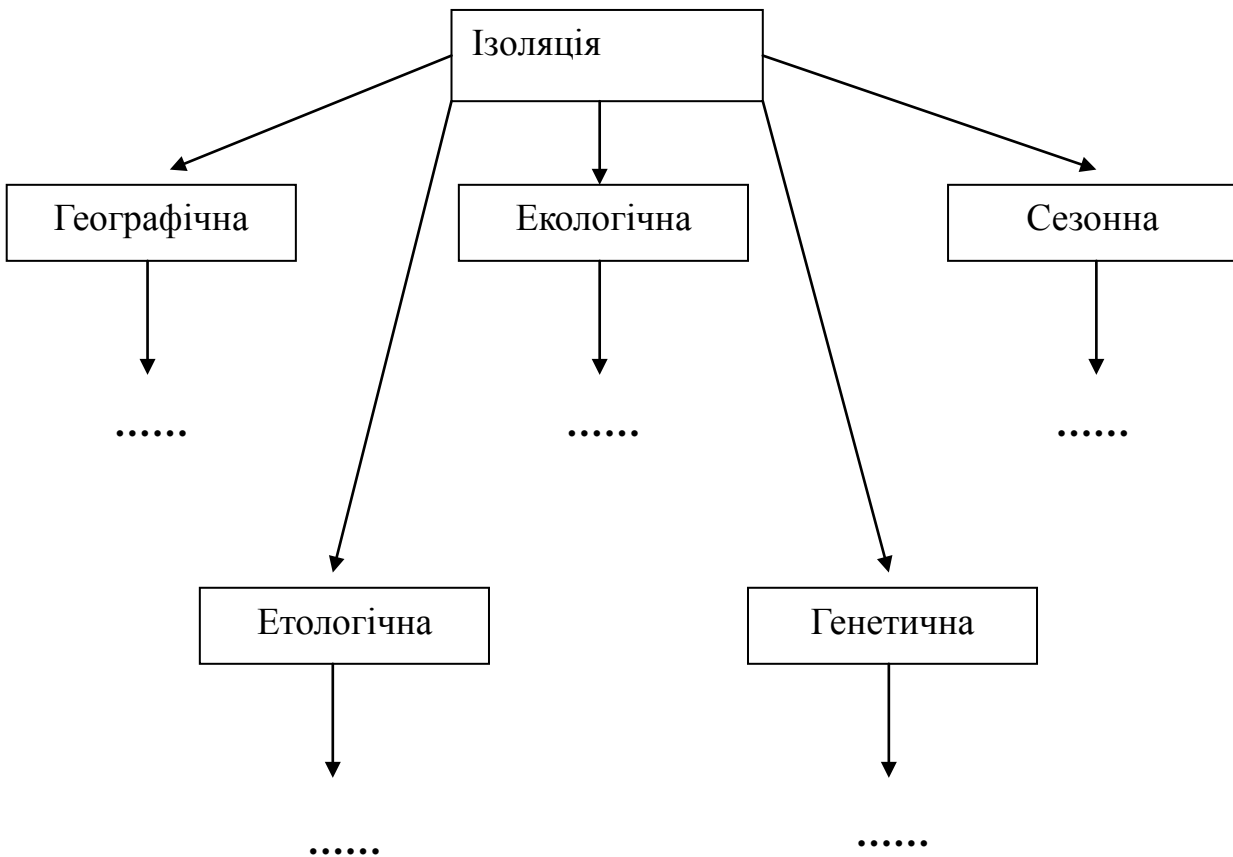 Ізоляція
Географічна
Екологічна
Сезонна
......
......
......
Етологічна
Генетична
......
......